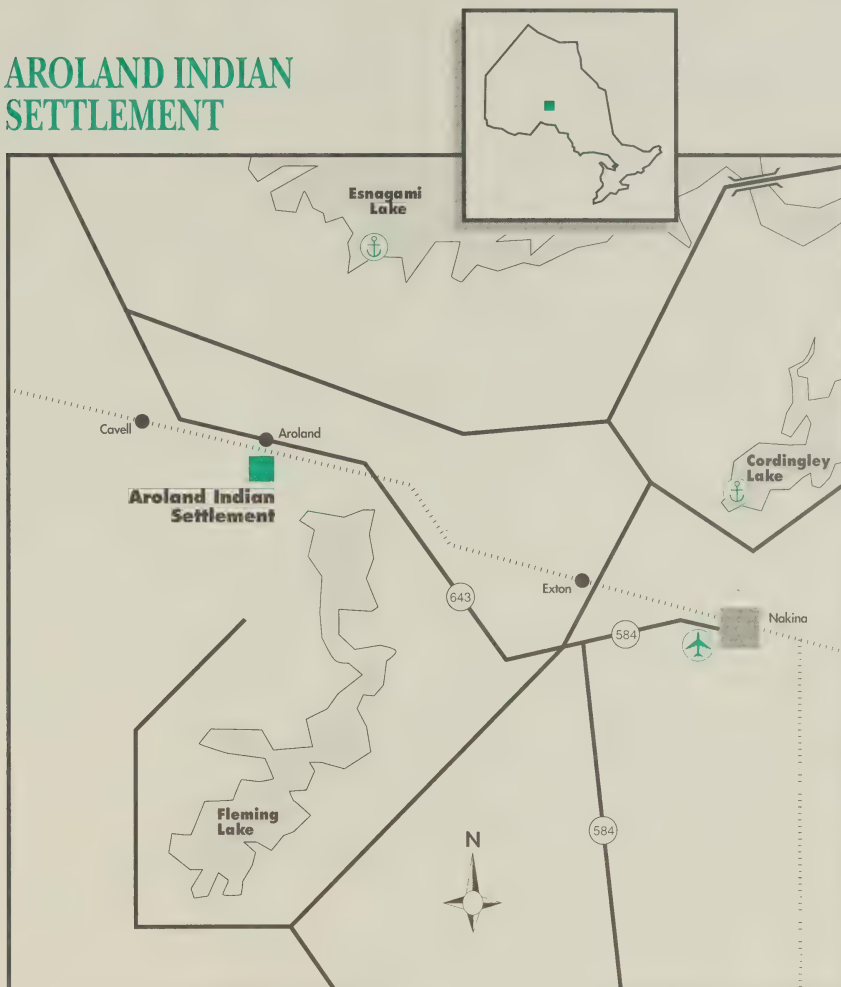 AROLAND INDIAN
SETTLEMENT
Esnagami
Lake
Cavell
Aroland
Aroland Indian
Settlement
Cordingley
Lake
Exton
643
584
Nakina
Fleming
Lake
N
584